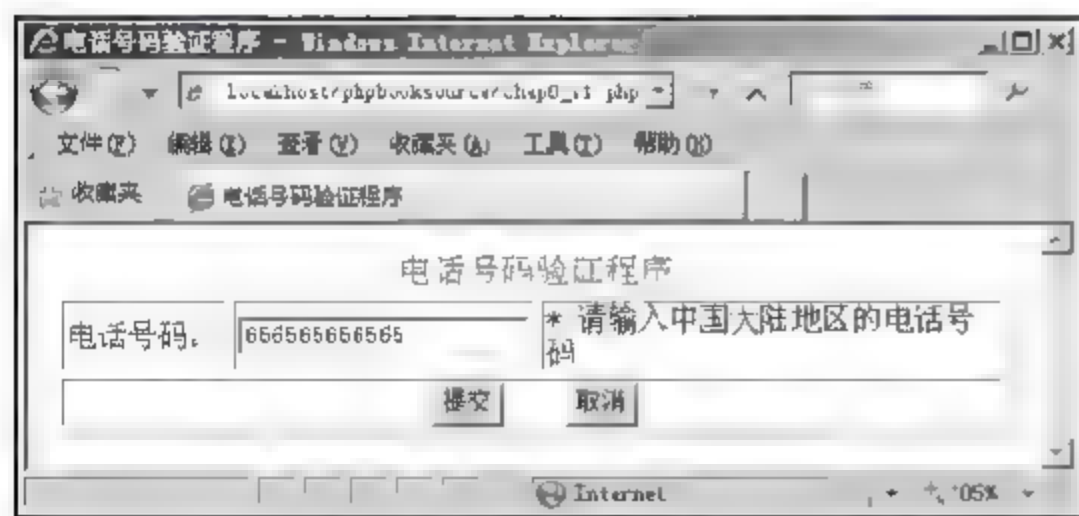 电话号码验证程序 - Windows Internet Explorer
localhost/phpbooksource/
文件(F) 编辑(E) 查看(V) 收藏夹(A) 工具(T) 帮助(H)
收藏夹 电话号码验证程序
电话号码验证程序
电话号码: 656565656565 * 请输入中国大陆地区的电话号
码
提交 取消
Internet